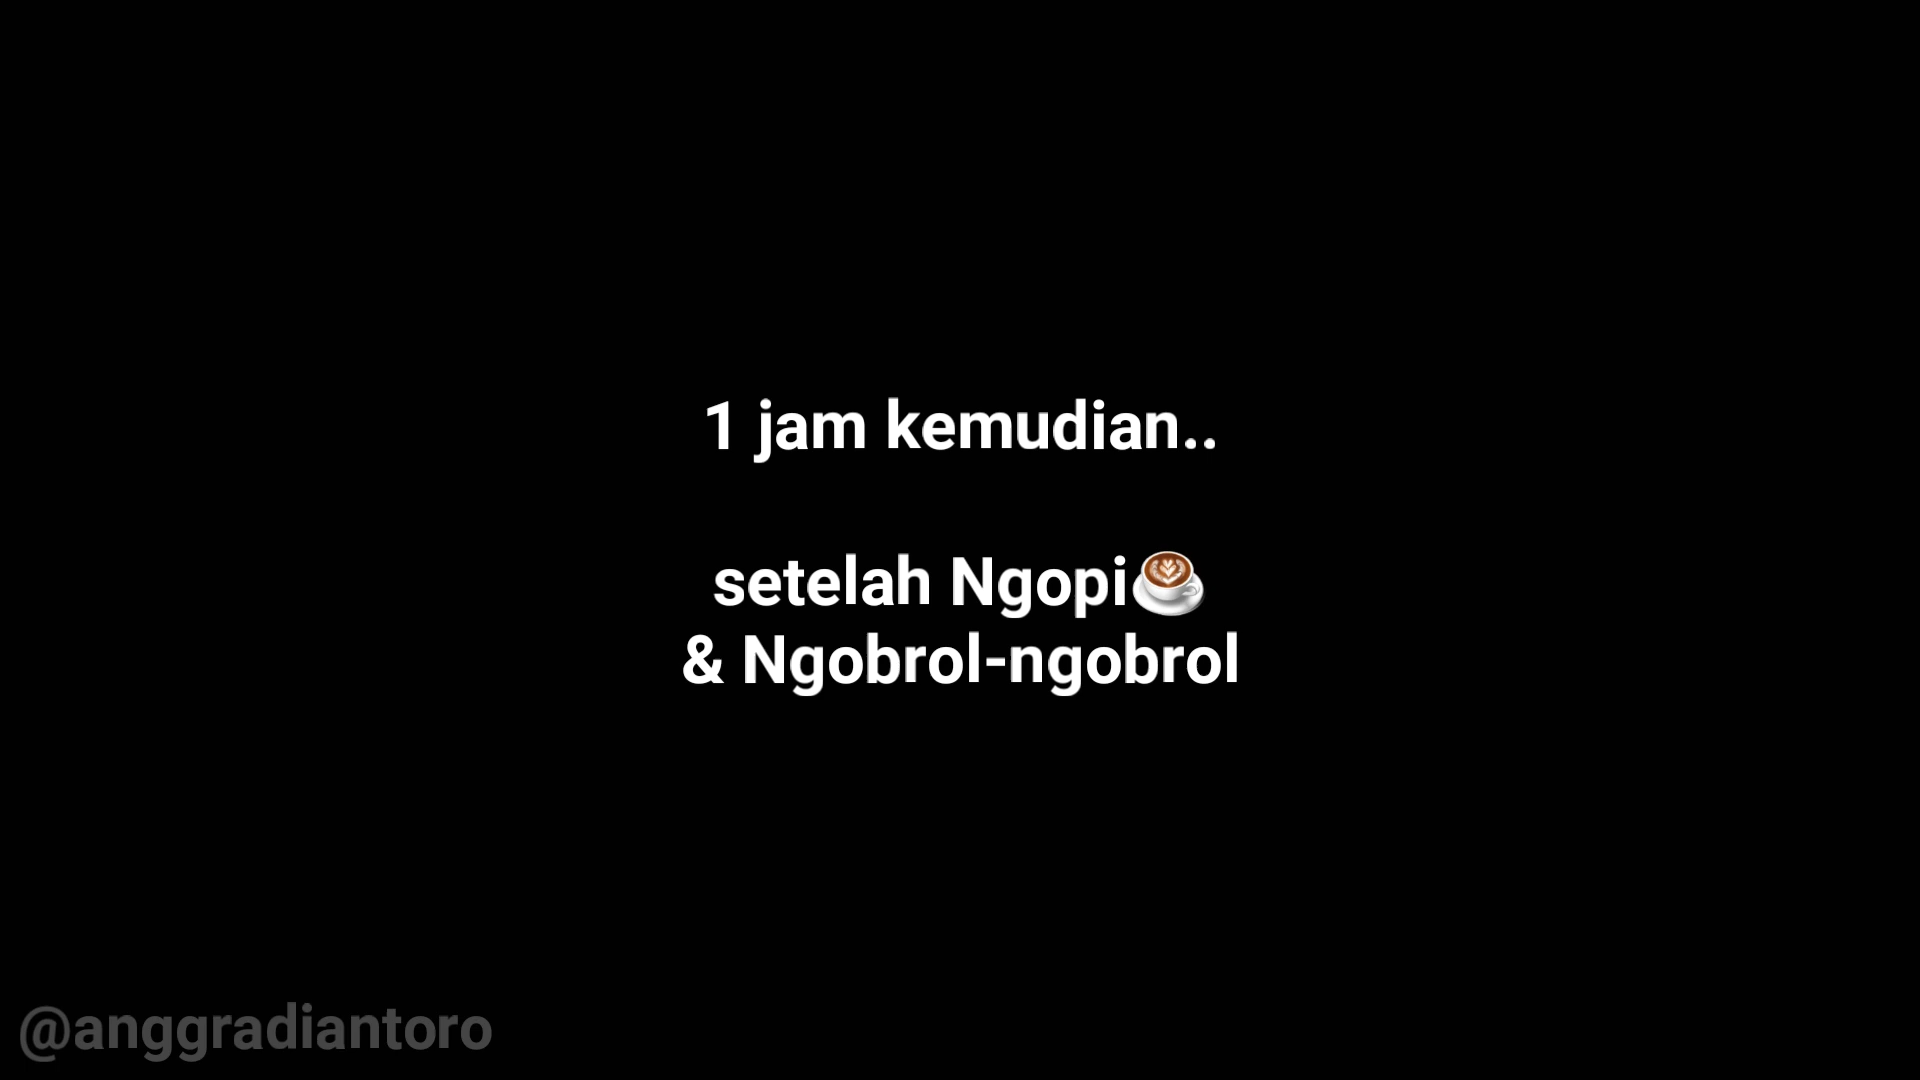 1 jam kemudian..
setelah Ngopi☕
& Ngobrol-ngobrol
@anggradiantoro